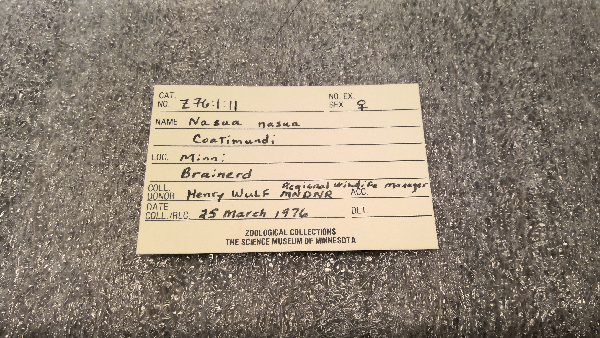 CAT. NO. Z76:1:11 NO. EX. SEX ♀
NAME Nasua nasua
Coatimundi
LOC. Minn:
Brainerd
COLL. DONOR Henry Wulf Regional Wildlife Manager MNDNR ACC.
DATE COLL./REC. 25 March 1976 DET.
ZOOLOGICAL COLLECTIONS
THE SCIENCE MUSEUM OF MINNESOTA